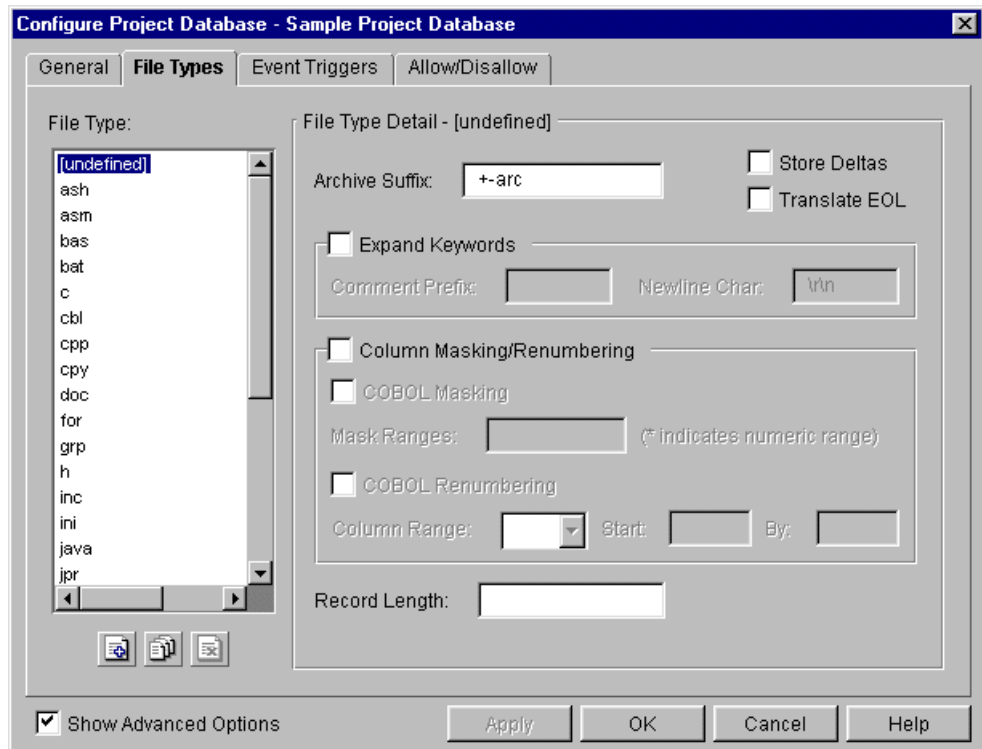 Configure Project Database - Sample Project Database
General File Types Event Triggers Allow/Disallow
File Type:
[undefined]
ash
asm
bas
bat
c
cbl
cpp
cpy
doc
for
grp
h
inc
ini
java
jpr
File Type Detail - [undefined]
Archive Suffix: +-arc
Store Deltas
Translate EOL
Expand Keywords
Comment Prefix: Newline Char: \r\n
Column Masking/Renumbering
COBOL Masking
Mask Ranges: (* indicates numeric range)
COBOL Renumbering
Column Range: Start: By:
Record Length:
Show Advanced Options Apply OK Cancel Help